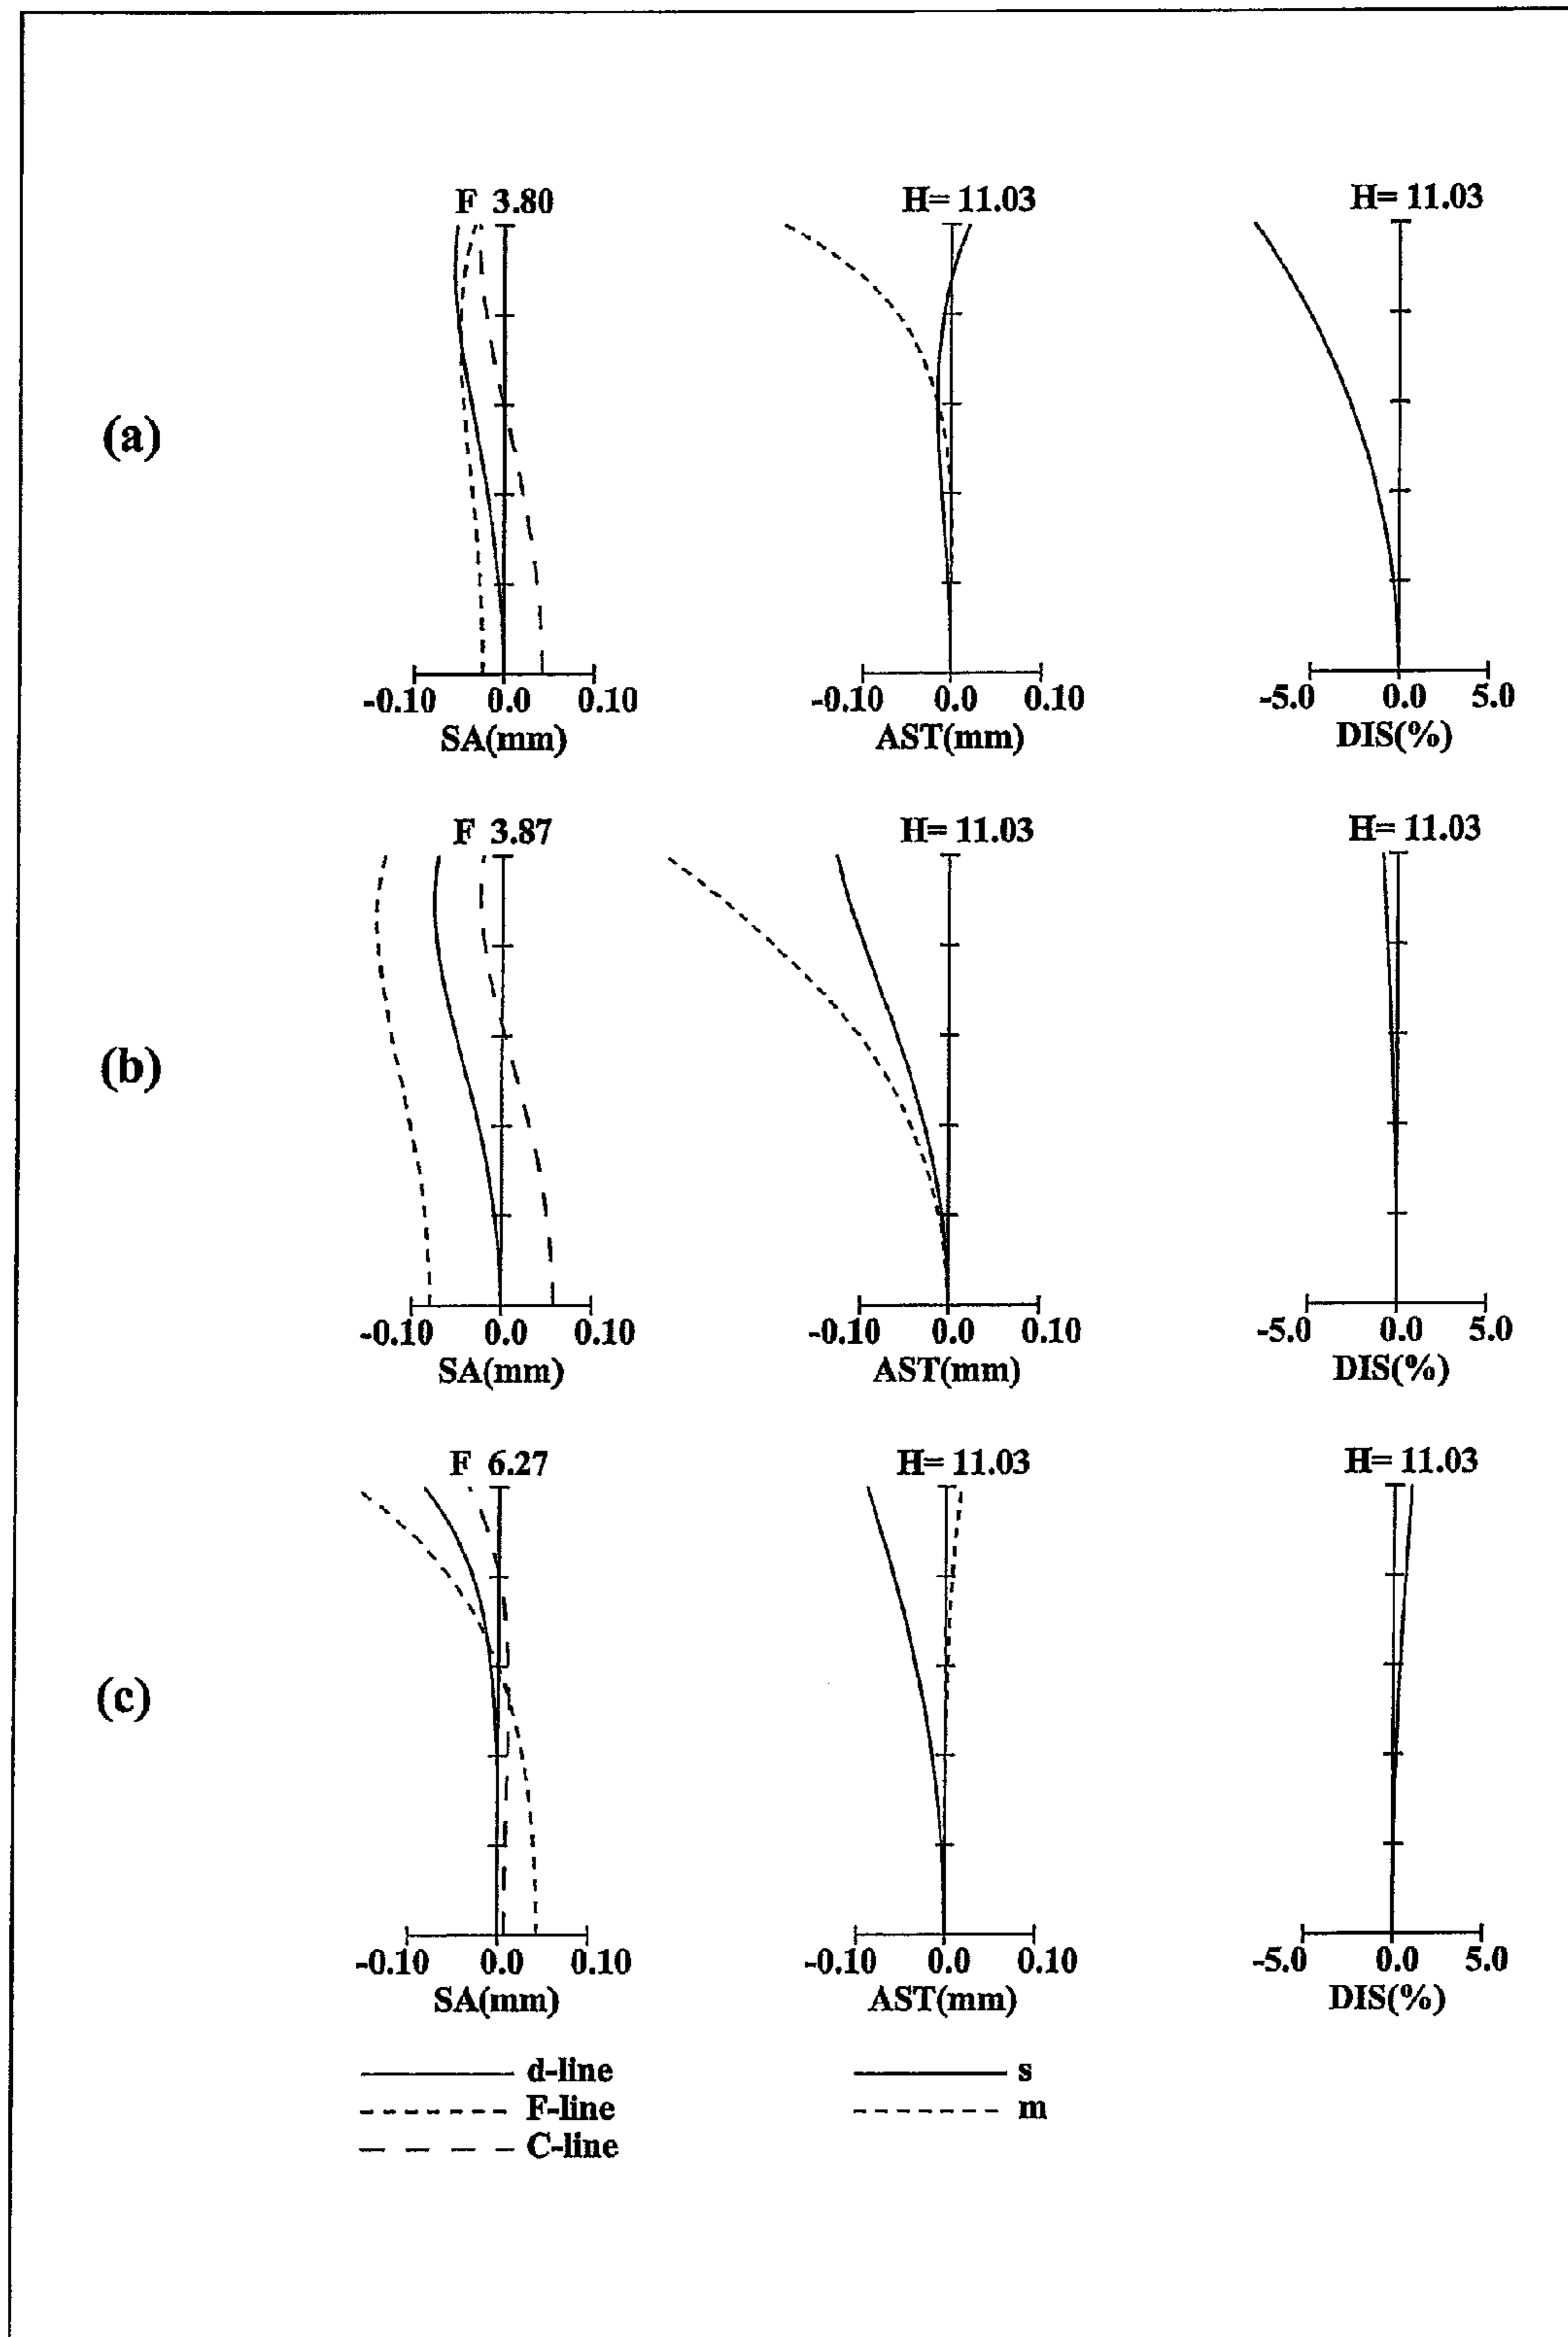 F 3.80 H= 11.03 H= 11.03
(a)
-0.10 0.0 0.10 -0.10 0.0 0.10 -5.0 0.0 5.0
SA(mm) AST(mm) DIS(%)
F 3.87 H= 11.03 H= 11.03
(b)
-0.10 0.0 0.10 -0.10 0.0 0.10 -5.0 0.0 5.0
SA(mm) AST(mm) DIS(%)
F 6.27 H= 11.03 H= 11.03
(c)
-0.10 0.0 0.10 -0.10 0.0 0.10 -5.0 0.0 5.0
SA(mm) AST(mm) DIS(%)
d-line s
F-line m
C-line